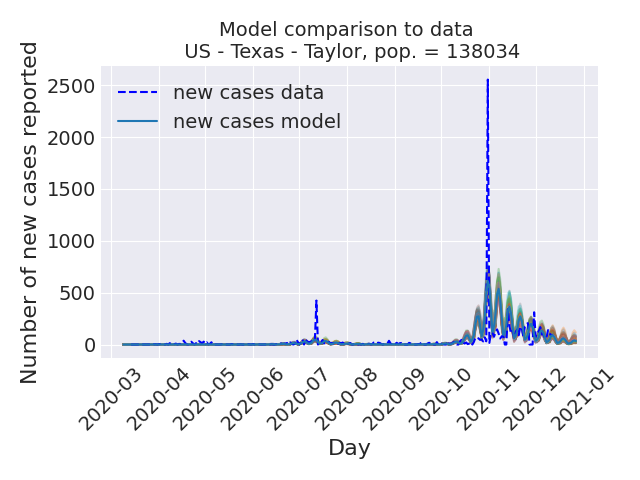 Model comparison to data
US - Texas - Taylor, pop. = 138034
Number of new cases reported
2500
2000
1500
1000
500
0
new cases data
new cases model
2020-03
2020-04
2020-05
2020-06
2020-07
2020-08
2020-09
2020-10
2020-11
2020-12
2021-01
Day